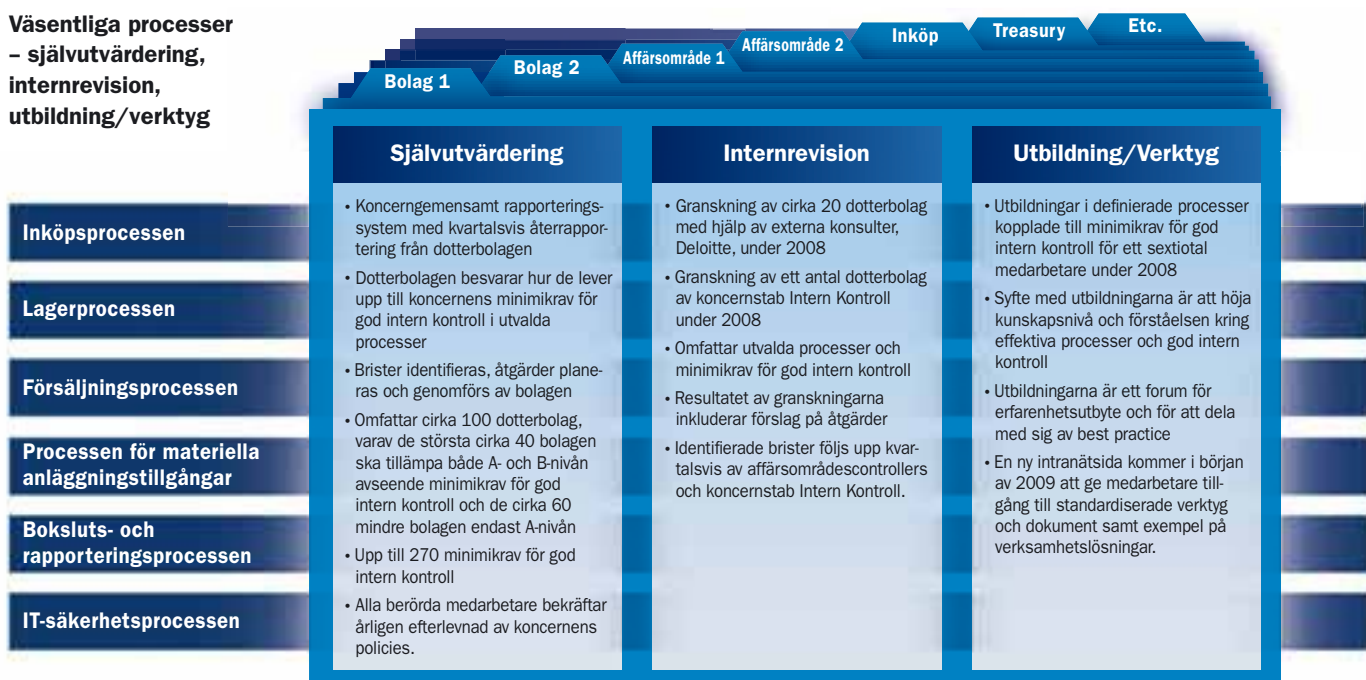 Väsentliga processer
– självutvärdering,
internrevision,
utbildning/verktyg
Bolag 1
Bolag 2
Affärsområde 1
Affärsområde 2
Inköp
Treasury
Etc.
Inköpsprocessen
Lagerprocessen
Försäljningsprocessen
Processen för materiella
anläggningstillgångar
Boksluts- och
rapporteringsprocessen
IT-säkerhetsprocessen
Självutvärdering
• Koncerngemensamt rapporterings-
system med kvartalsvis återrappor-
tering från dotterbolagen
• Dotterbolagen besvarar hur de lever
upp till koncernens minimikrav för
god intern kontroll i utvalda
processer
• Brister identifieras, åtgärder plane-
ras och genomförs av bolagen
• Omfattar cirka 100 dotterbolag,
varav de största cirka 40 bolagen
ska tillämpa både A- och B-nivån
avseende minimikrav för god
intern kontroll och de cirka 60
mindre bolagen endast A-nivån
• Upp till 270 minimikrav för god
intern kontroll
• Alla berörda medarbetare bekräftar
årligen efterlevnad av koncernens
policies.
Internrevision
• Granskning av cirka 20 dotterbolag
med hjälp av externa konsulter,
Deloitte, under 2008
• Granskning av ett antal dotterbolag
av koncernstab Intern Kontroll
under 2008
• Omfattar utvalda processer och
minimikrav för god intern kontroll
• Resultatet av granskningarna
inkluderar förslag på åtgärder
• Identifierade brister följs upp kvar-
talsvis av affärsområdescontrollers
och koncernstab Intern Kontroll.
Utbildning/Verktyg
• Utbildningar i definierade processer
kopplade till minimikrav för god
intern kontroll för ett sextiotal
medarbetare under 2008
• Syfte med utbildningarna är att höja
kunskapsnivå och förståelsen kring
effektiva processer och god intern
kontroll
• Utbildningarna är ett forum för
erfarenhetsutbyte och för att dela
med sig av best practice
• En ny intranätsida kommer i början
av 2009 att ge medarbetare till-
gång till standardiserade verktyg
och dokument samt exempel på
verksamhetslösningar.